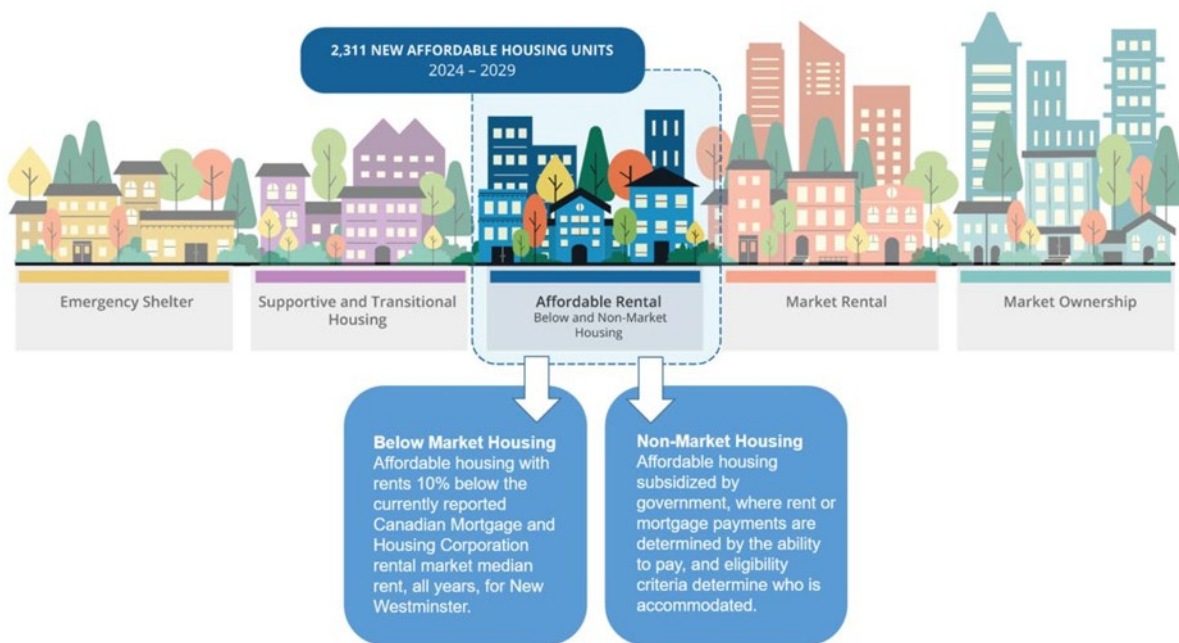 2,311 NEW AFFORDABLE HOUSING UNITS
2024 – 2029
Emergency Shelter
Supportive and Transitional
Housing
Affordable Rental
Below and Non-Market
Housing
Market Rental
Market Ownership
Below Market Housing
Affordable housing with
rents 10% below the
currently reported
Canadian Mortgage and
Housing Corporation
rental market median
rent, all years, for New
Westminster.
Non-Market Housing
Affordable housing
subsidized by
government, where rent or
mortgage payments are
determined by the ability
to pay, and eligibility
criteria determine who is
accommodated.